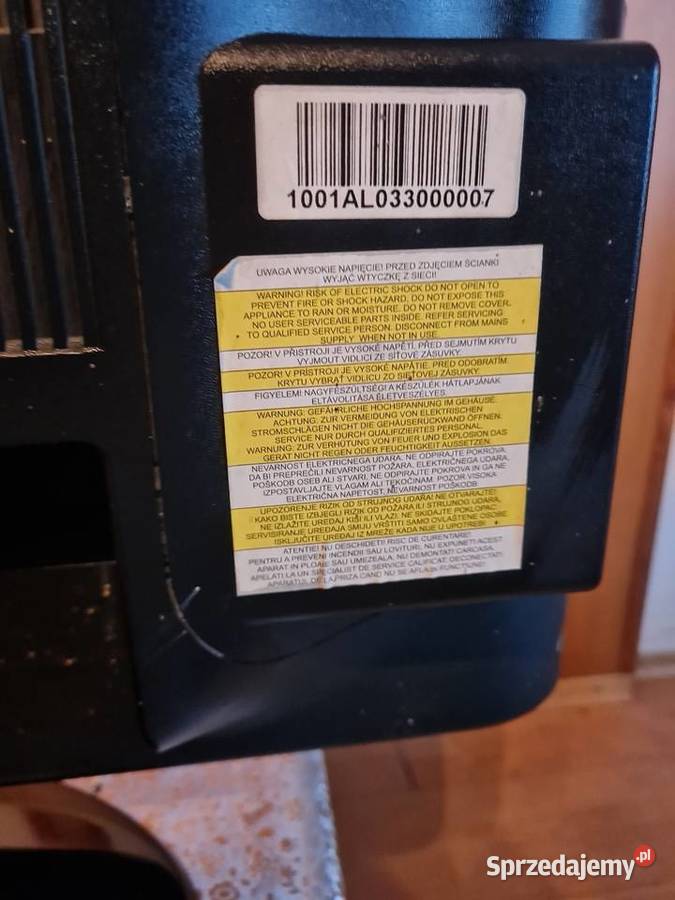 1001AL033000007
UWAGA WYSOKIE NAPIĘCIE! PRZED ZDJĘCIEM ŚCIANKI
WYJĄĆ WTYCZKĘ Z SIECI!
WARNING! RISK OF ELECTRIC SHOCK DO NOT OPEN TO
PREVENT FIRE OR SHOCK HAZARD, DO NOT EXPOSE THIS
APPLIANCE TO RAIN OR MOISTURE. DO NOT REMOVE COVER.
NO USER SERVICEABLE PARTS INSIDE. REFER SERVICING
TO QUALIFIED SERVICE PERSON. DISCONNECT FROM MAINS
SUPPLY WHEN NOT IN USE.
POZOR! V PŘISTROJI JE VYSOKÉ NAPĚTI. PŘED SEJMUTÍM KRYTU
VYJMOUT VIDLICI ZE SÍŤOVÉ ZÁSUVKY.
POZOR! V PRÍSTROJI JE VYSOKÉ NAPÄTIE. PRED ODOBRATÍM
KRYTU VYBRAŤ VIDLICU ZO SIEŤOVEJ ZÁSUVKY.
FIGYELEM! NAGYFESZÜLTSÉG! A KÉSZÜLÉK HÁTLAPJÁNAK
ELTÁVOLITÁSA ÉLETVESZÉLYES.
WARNUNG: GEFÄHRLICHE HOCHSPANNUNG IM GEHÄUSE.
ACHTUNG: ZUR VERMEIDUNG VON ELEKTRISCHEN
STROMSCHLÄGEN NICHT DIE GEHÄUSERÜCKWAND ÖFFNEN.
SERVICE NUR DURCH QUALIFIZIERTES PERSONAL.
WARNUNG: ZUR VERHÜTUNG VON FEUER UND EXPLOSION DAS
GERÄT NICHT REGEN ODER FEUCHTIGKEIT AUSSETZEN.
NEVARNOST ELEKTRIČNEGA UDARA. NE ODPIRAJTE POKROVA,
DA BI PREPREČILI NEVARNOST POŽARA, ELEKTRIČNEGA UDARA,
POŠKODB OSEB ALI STVARI, NE ODPIRAJTE POKROVA IN GA NE
IZPOSTAVLJAJTE VLAGAM ALI TEKOČINAM. POZOR,VISOKA
ELEKTRIČNA NAPETOST, NEVARNOST POŠKODB
UPOZORENJE RIZIK OD STRUJNOG UDARA! NE OTVARAJTE!
KAKO BISTE IZBJEGLI RIZIK OD POŽARA ILI STRUJNOG UDARA,
NE IZLAŽITE UREĐAJ KIŠI ILI VLAZI. NE SKIDAJTE POKLOPAC.
SERVISIRANJE UREĐAJA SMIJU VRŠITI SAMO OVLAŠTENE OSOBE
ISKLJUČITE UREĐAJ IZ MREŽE KADA NIJE U UPOTREBI
ATENTIE! NU DESCHIDETI! RISC DE CURENTARE!
PENTRU A PREVENI INCENDII SAU LOVITURI, NU EXPUNETI ACEST
APARAT IN PLOAIE SAU UMEZEALA. NU DEMONTATI CARCASA.
APELATI LA UN SPECIALIST DE SERVICE CALIFICAT. DECONECTATI
APARATUL DE LA PRIZA CAND NU SE AFLA IN FUNCTIUNE!
Sprzedajemy.pl